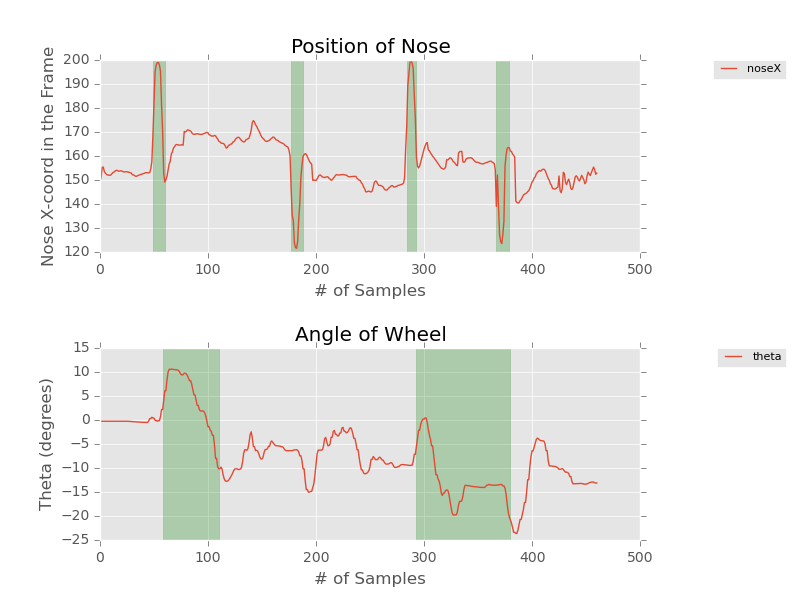 Position of Nose
Nose X-coord in the Frame
200
190
180
170
160
150
140
130
120
0 100 200 300 400 500
# of Samples
noseX
Angle of Wheel
Theta (degrees)
15
10
5
0
−5
−10
−15
−20
−25
0 100 200 300 400 500
# of Samples
theta